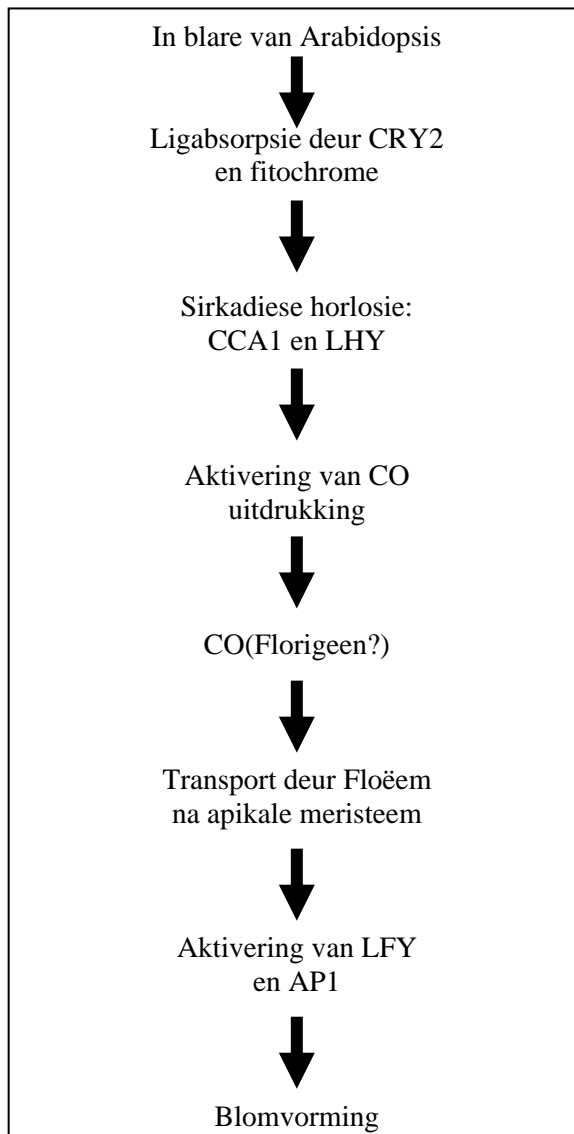 In blare van Arabidopsis
Ligabsorpsie deur CRY2
en fitochrome
Sirkadiese horlosie:
CCA1 en LHY
Aktivering van CO
uitdrukking
CO(Florigeen?)
Transport deur Floëem
na apikale meristeem
Aktivering van LFY
en AP1
Blomvorming